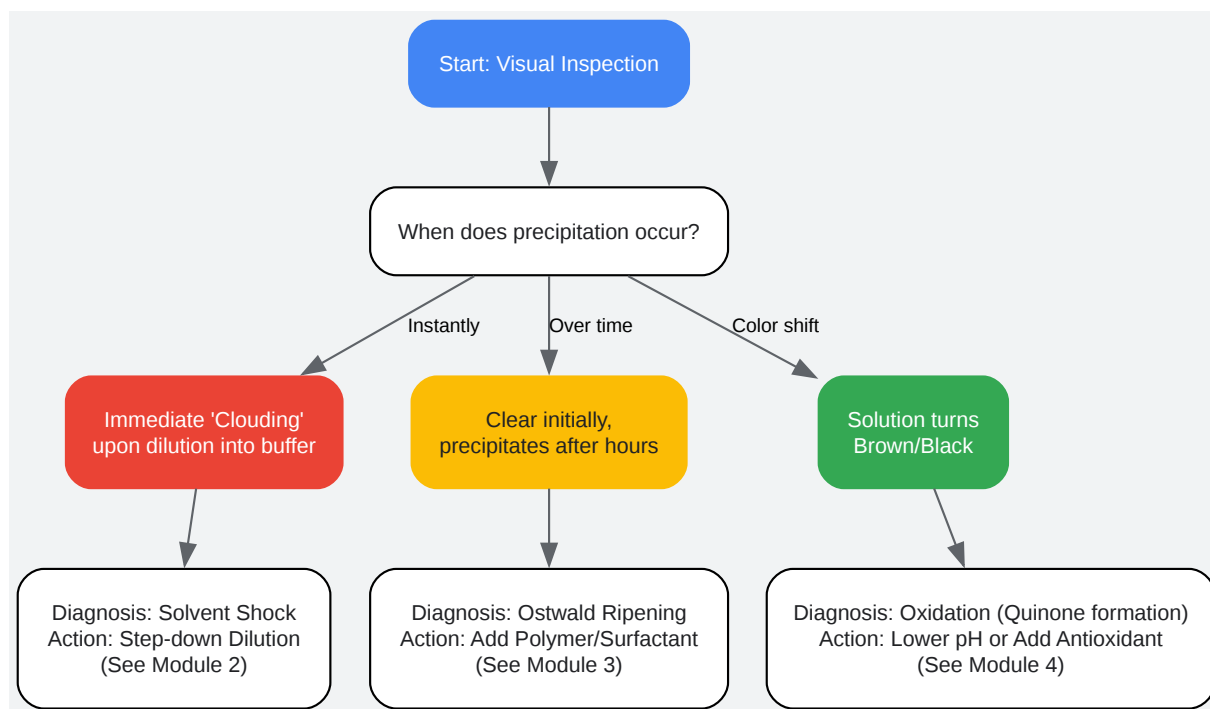 Start: Visual Inspection
When does precipitation occur?
Instantly
Over time
Color shift
Immediate 'Clouding'
upon dilution into buffer
Clear initially,
precipitates after hours
Solution turns
Brown/Black
Diagnosis: Solvent Shock
Action: Step-down Dilution
(See Module 2)
Diagnosis: Ostwald Ripening
Action: Add Polymer/Surfactant
(See Module 3)
Diagnosis: Oxidation (Quinone formation)
Action: Lower pH or Add Antioxidant
(See Module 4)